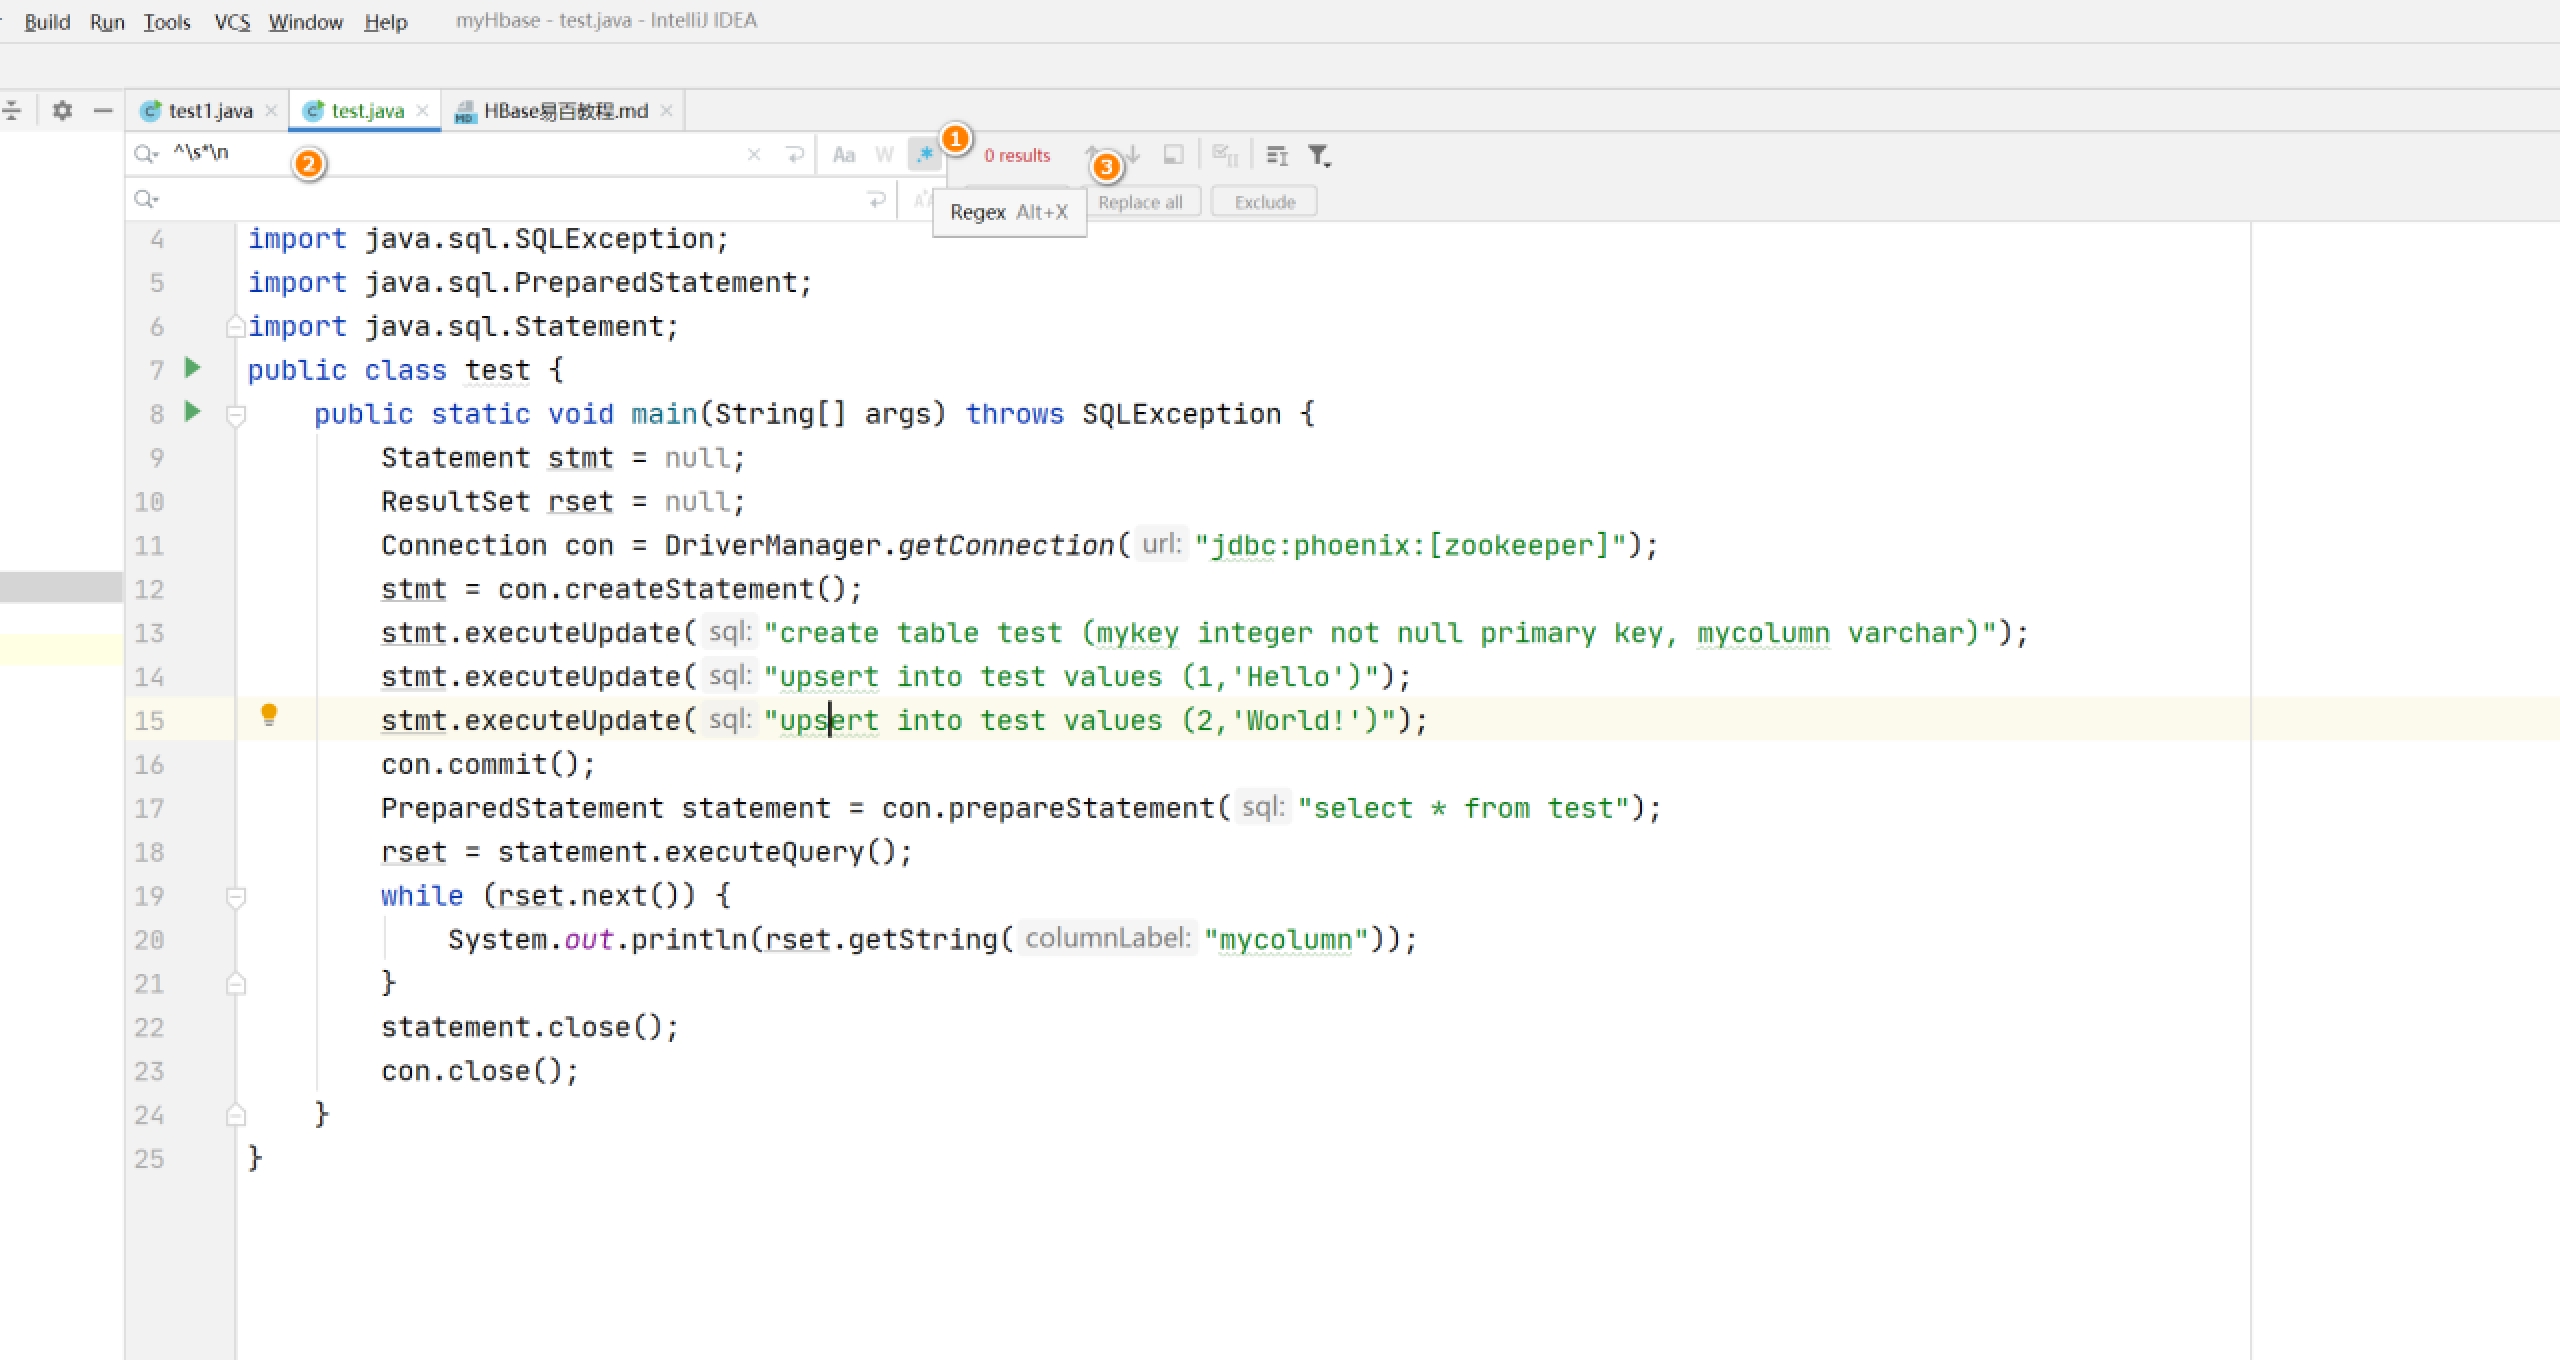 Build Run Tools VCS Window Help myHbase - test.java - IntelliJ IDEA
test1.java test.java HBase易百教程.md
^\s*\n 2 Aa W .* 1 0 results 3
Regex Alt+X Replace all Exclude
4 import java.sql.SQLException;
5 import java.sql.PreparedStatement;
6 import java.sql.Statement;
7 public class test {
8 public static void main(String[] args) throws SQLException {
9 Statement stmt = null;
10 ResultSet rset = null;
11 Connection con = DriverManager.getConnection( url: "jdbc:phoenix:[zookeeper]");
12 stmt = con.createStatement();
13 stmt.executeUpdate( sql: "create table test (mykey integer not null primary key, mycolumn varchar)");
14 stmt.executeUpdate( sql: "upsert into test values (1,'Hello')");
15 stmt.executeUpdate( sql: "upsert into test values (2,'World!')");
16 con.commit();
17 PreparedStatement statement = con.prepareStatement( sql: "select * from test");
18 rset = statement.executeQuery();
19 while (rset.next()) {
20 System.out.println(rset.getString( columnLabel: "mycolumn"));
21 }
22 statement.close();
23 con.close();
24 }
25 }